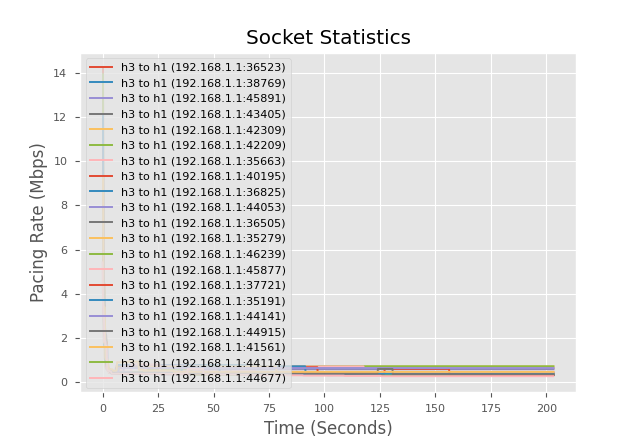 Socket Statistics
h3 to h1 (192.168.1.1:36523)
h3 to h1 (192.168.1.1:38769)
h3 to h1 (192.168.1.1:45891)
h3 to h1 (192.168.1.1:43405)
h3 to h1 (192.168.1.1:42309)
h3 to h1 (192.168.1.1:42209)
h3 to h1 (192.168.1.1:35663)
h3 to h1 (192.168.1.1:40195)
h3 to h1 (192.168.1.1:36825)
h3 to h1 (192.168.1.1:44053)
h3 to h1 (192.168.1.1:36505)
h3 to h1 (192.168.1.1:35279)
h3 to h1 (192.168.1.1:46239)
h3 to h1 (192.168.1.1:45877)
h3 to h1 (192.168.1.1:37721)
h3 to h1 (192.168.1.1:35191)
h3 to h1 (192.168.1.1:44141)
h3 to h1 (192.168.1.1:44915)
h3 to h1 (192.168.1.1:41561)
h3 to h1 (192.168.1.1:44114)
h3 to h1 (192.168.1.1:44677)
Pacing Rate (Mbps)
14
12
10
8
6
4
2
0
0 25 50 75 100 125 150 175 200
Time (Seconds)